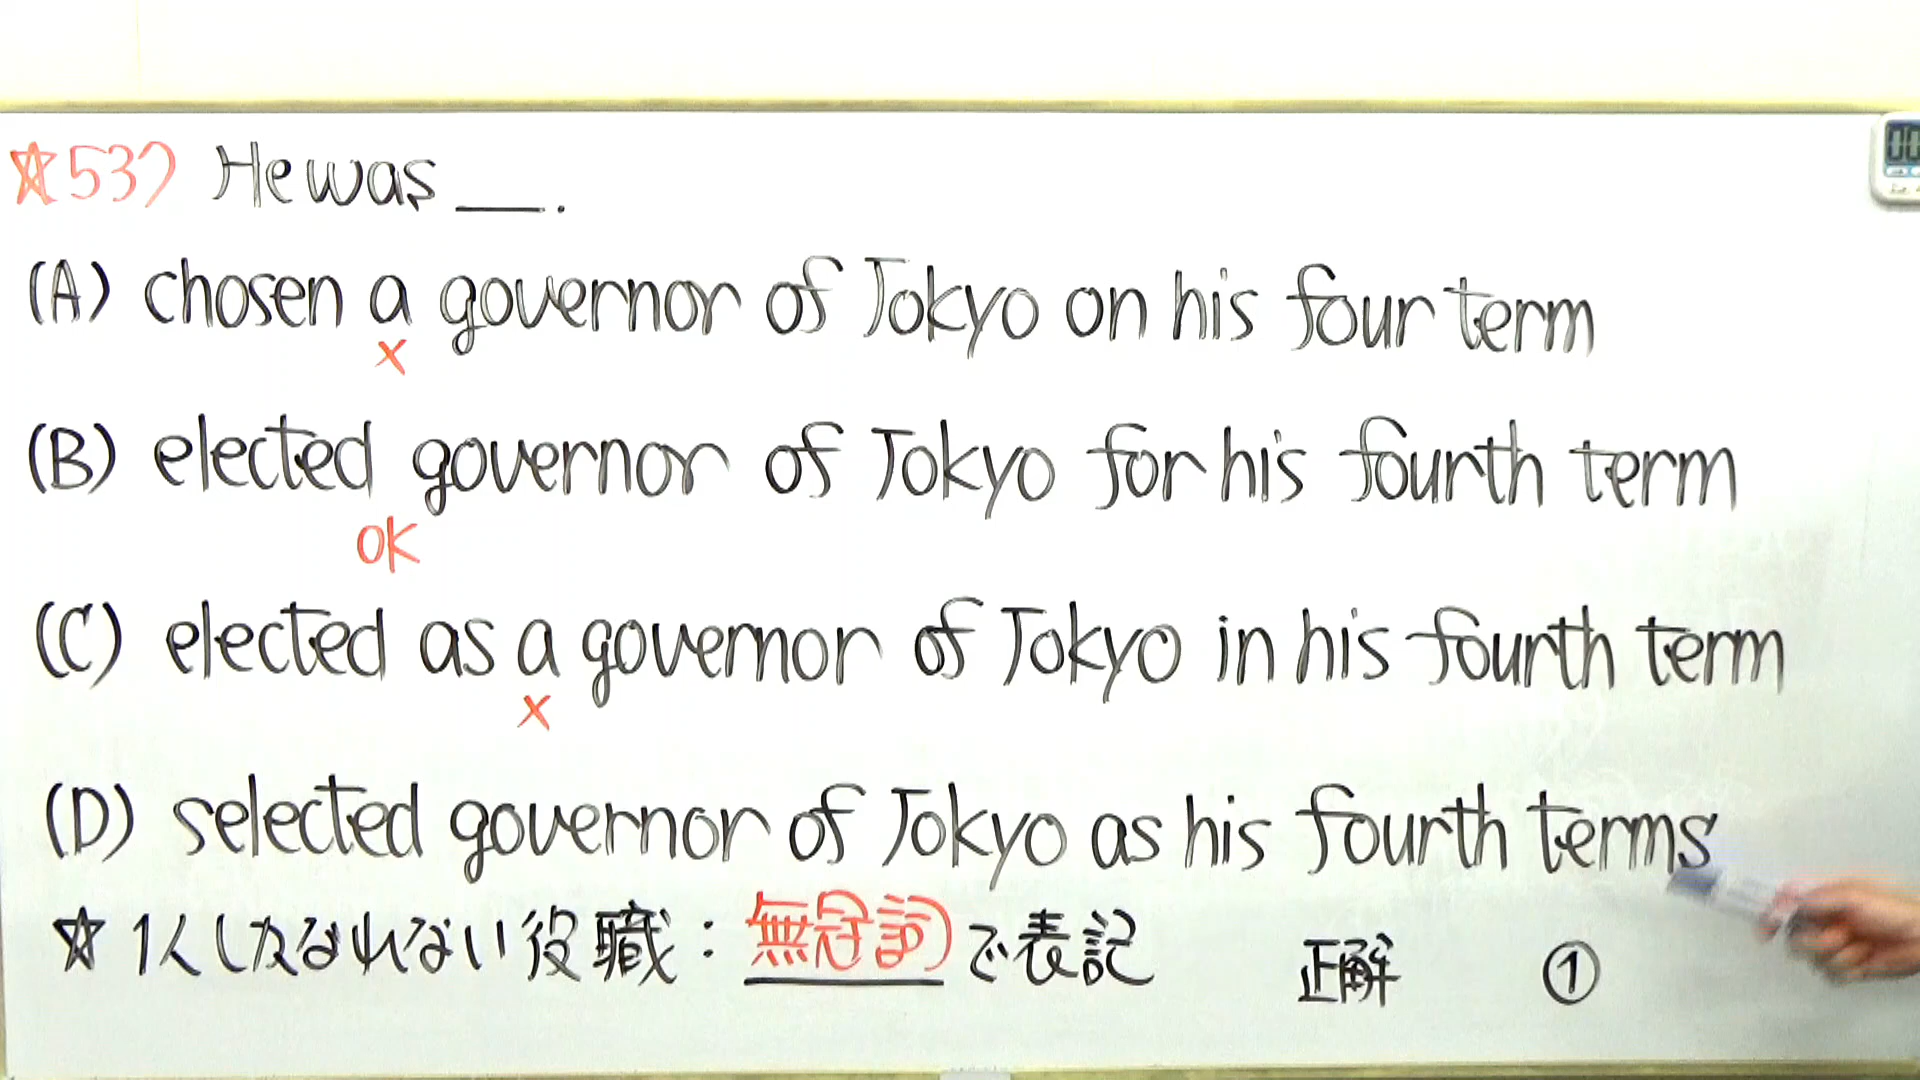 ☆537 He was ___.
(A) chosen a governor of Tokyo on his four term
×
(B) elected governor of Tokyo for his fourth term
OK
(C) elected as a governor of Tokyo in his fourth term
×
(D) selected governor of Tokyo as his fourth terms
☆ 1人しかなれない役職:無冠詞で表記 正解 ①